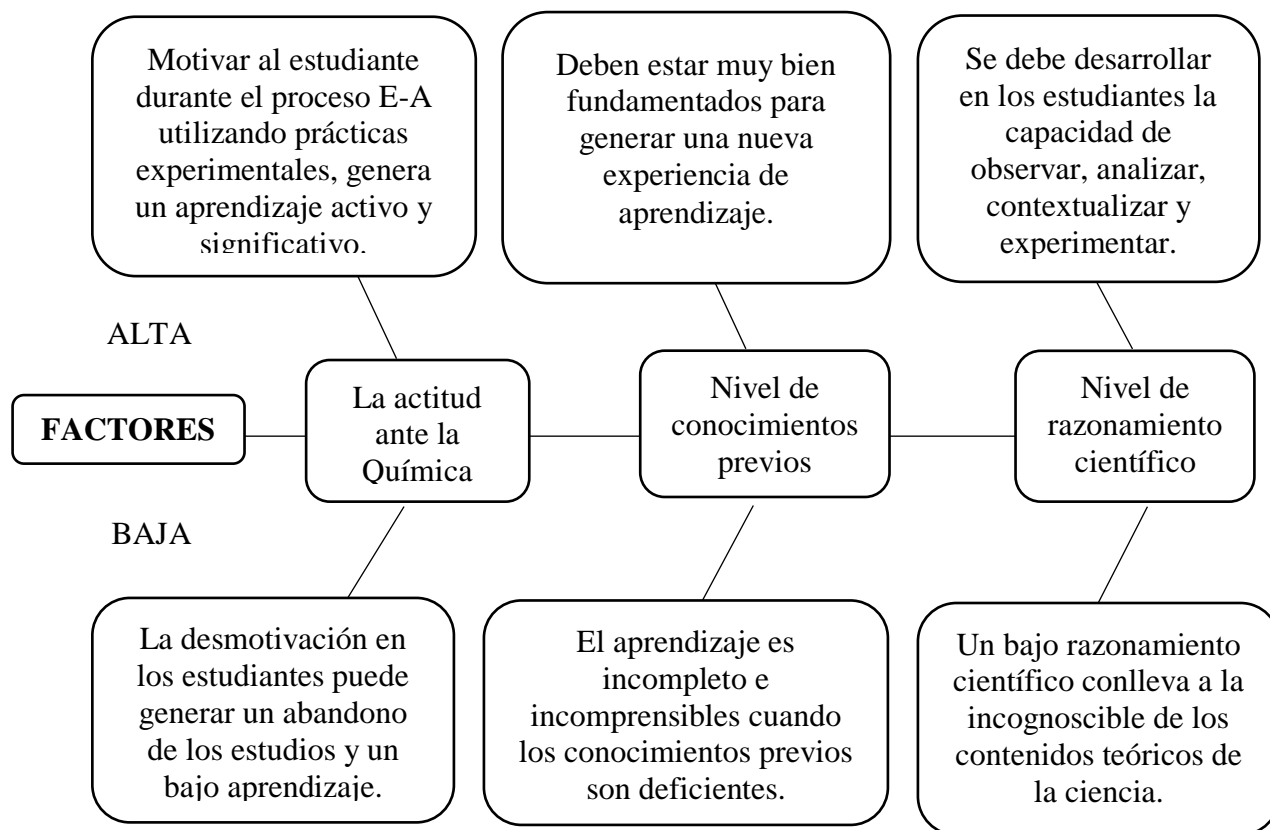 Motivar al estudiante
durante el proceso E-A
utilizando prácticas
experimentales, genera
un aprendizaje activo y
significativo.
Deben estar muy bien
fundamentados para
generar una nueva
experiencia de
aprendizaje.
Se debe desarrollar
en los estudiantes la
capacidad de
observar, analizar,
contextualizar y
experimentar.
ALTA
FACTORES
La actitud
ante la
Química
Nivel de
conocimientos
previos
Nivel de
razonamiento
científico
BAJA
La desmotivación en
los estudiantes puede
generar un abandono
de los estudios y un
bajo aprendizaje.
El aprendizaje es
incompleto e
incomprensibles cuando
los conocimientos previos
son deficientes.
Un bajo razonamiento
científico conlleva a la
incognoscible de los
contenidos teóricos de
la ciencia.